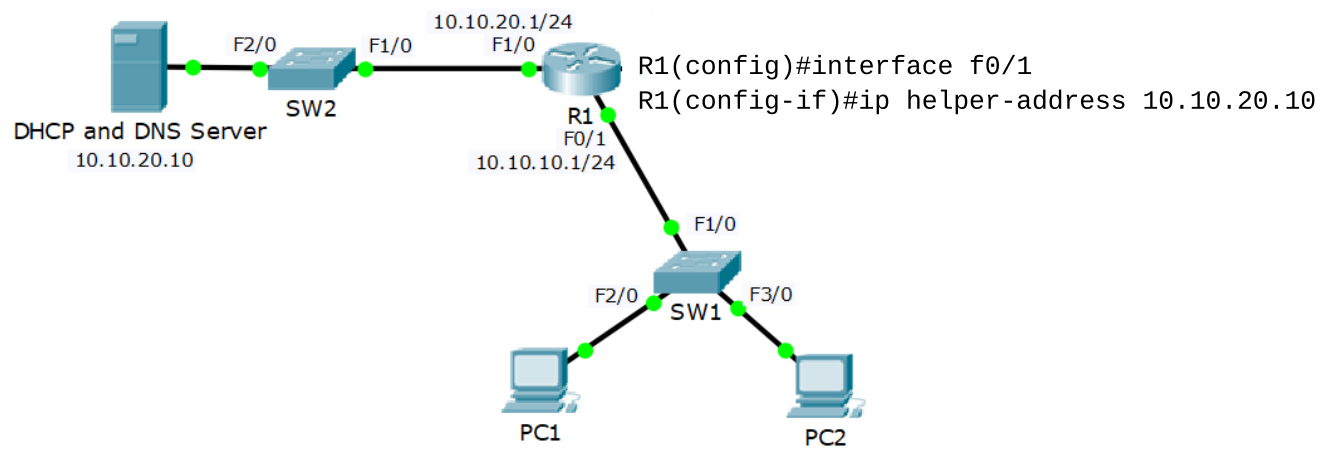 10.10.20.1/24
F2/0
F1/0
F1/0
R1(config)#interface f0/1
R1(config-if)#ip helper-address 10.10.20.10
SW2
R1
DHCP and DNS Server
10.10.20.10
F0/1
10.10.10.1/24
F1/0
F2/0
F3/0
SW1
PC1
PC2